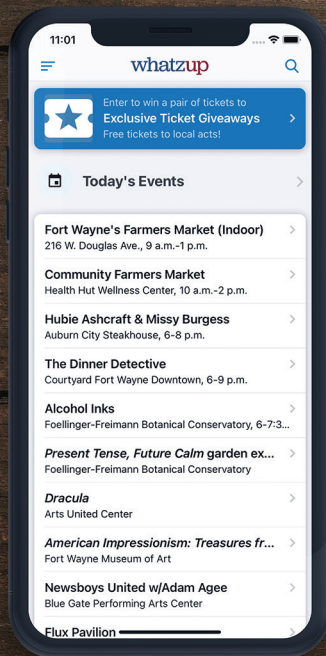 11:01
whatzup
Enter to win a pair of tickets to
Exclusive Ticket Giveaways
Free tickets to local acts!
Today's Events
Fort Wayne's Farmers Market (Indoor)
216 W. Douglas Ave., 9 a.m.-1 p.m.
Community Farmers Market
Health Hut Wellness Center, 10 a.m.-2 p.m.
Hubie Ashcraft & Missy Burgess
Auburn City Steakhouse, 6-8 p.m.
The Dinner Detective
Courtyard Fort Wayne Downtown, 6-9 p.m.
Alcohol Inks
Foellinger-Freimann Botanical Conservatory, 6-7:3...
Present Tense, Future Calm garden ex...
Foellinger-Freimann Botanical Conservatory
Dracula
Arts United Center
American Impressionism: Treasures fr...
Fort Wayne Museum of Art
Newsboys United w/Adam Agee
Blue Gate Performing Arts Center
Flux Pavilion